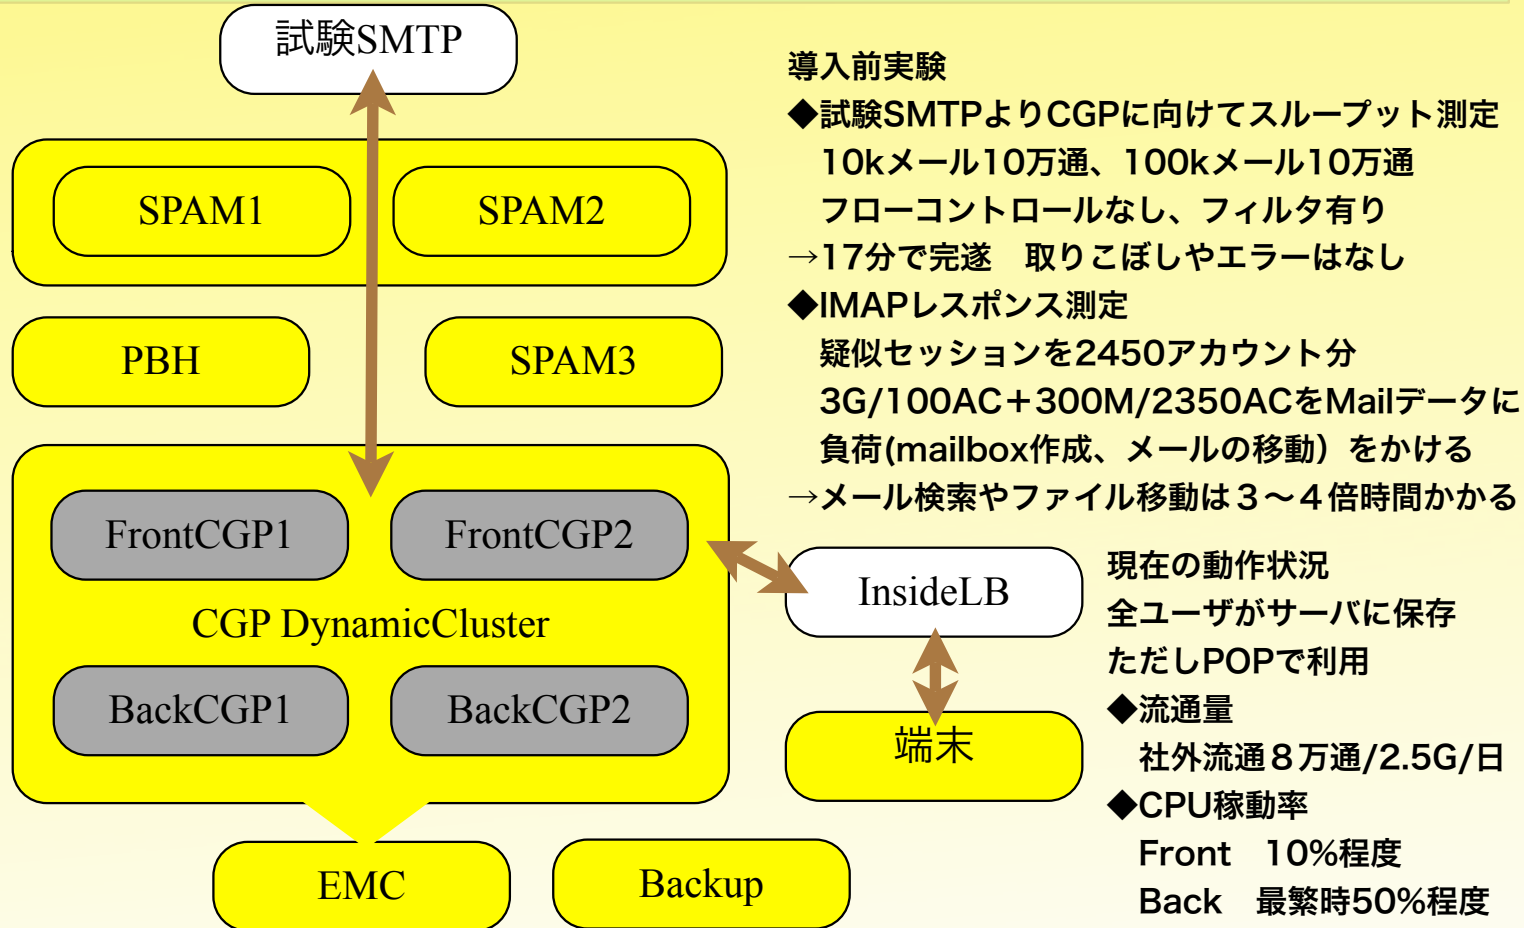 試験SMTP
SPAM1
SPAM2
PBH
SPAM3
FrontCGP1
FrontCGP2
CGP DynamicCluster
BackCGP1
BackCGP2
EMC
Backup
InsideLB
端末
導入前実験
◆試験SMTPよりCGPに向けてスループット測定
10kメール10万通、100kメール10万通
フローコントロールなし、フィルタ有り
→17分で完遂　取りこぼしやエラーはなし
◆IMAPレスポンス測定
疑似セッションを2450アカウント分
3G/100AC＋300M/2350ACをMailデータに
負荷(mailbox作成、メールの移動）をかける
→メール検索やファイル移動は３〜４倍時間かかる
現在の動作状況
全ユーザがサーバに保存
ただしPOPで利用
◆流通量
社外流通８万通/2.5G/日
◆CPU稼動率
Front　10%程度
Back　最繁時50%程度